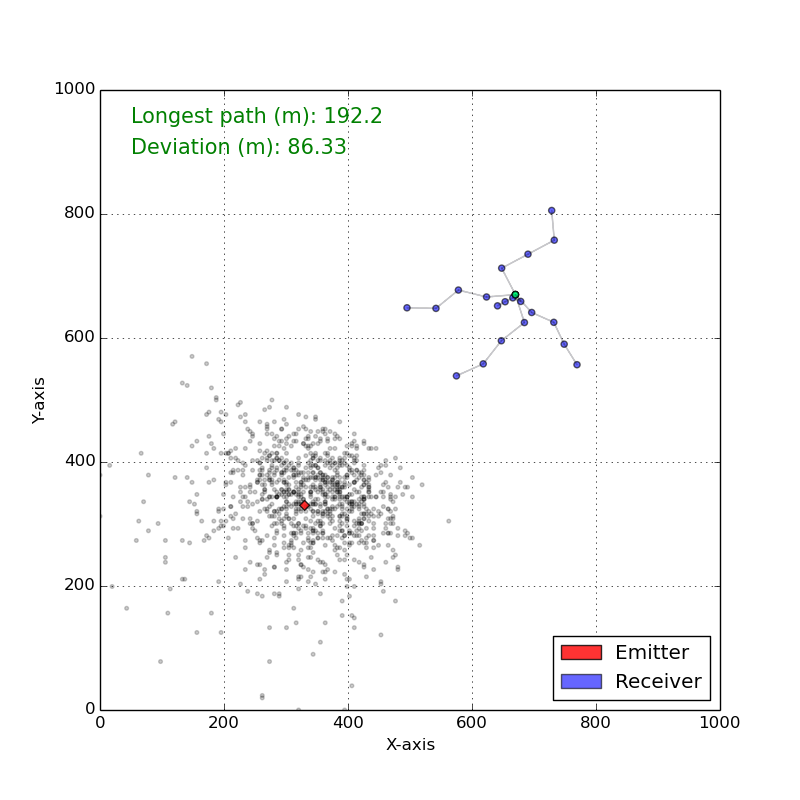 Longest path (m): 192.2
Deviation (m): 86.33
1000
800
600
400
200
0
Y-axis
0 200 400 600 800 1000
X-axis
Emitter
Receiver